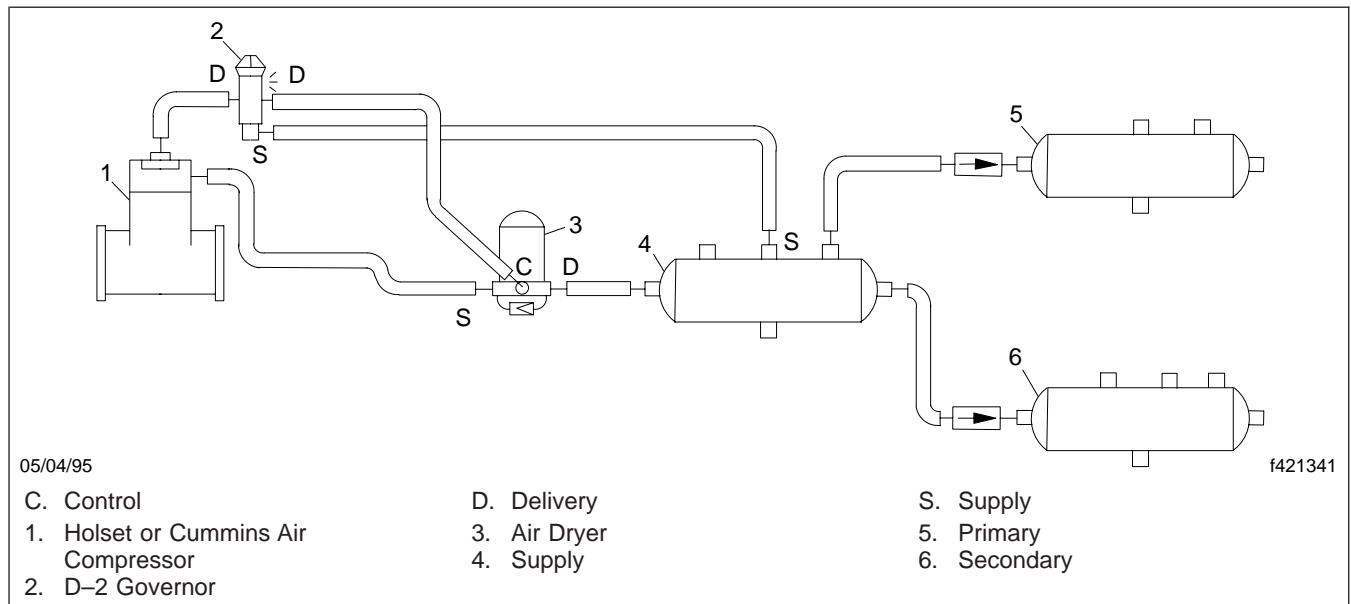 2
D D
S
1
5
3
4
S
C D
S
6
05/04/95 f421341
C. Control D. Delivery S. Supply
1. Holset or Cummins Air 3. Air Dryer 5. Primary
Compressor 4. Supply 6. Secondary
2. D–2 Governor